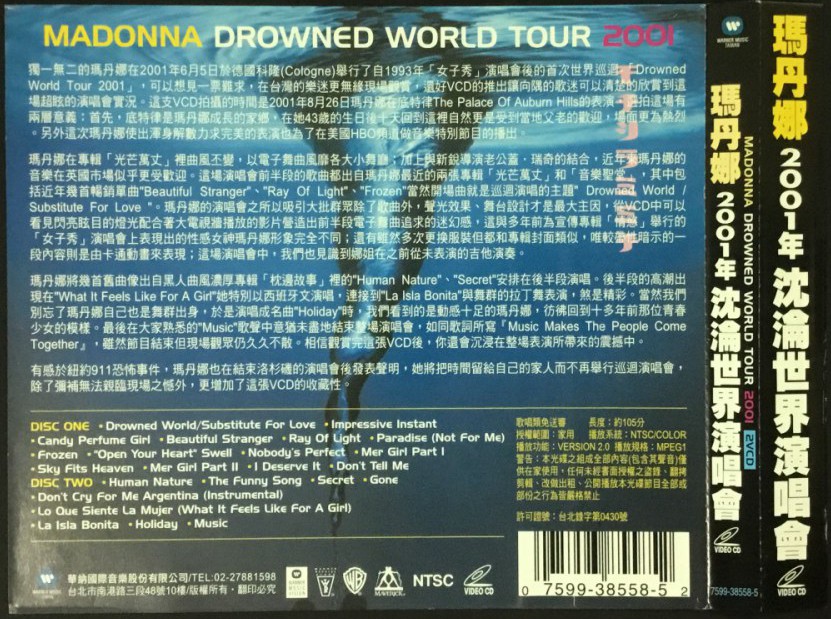 MADONNA DROWNED WORLD TOUR 2001
獨一無二的瑪丹娜在2001年6月5日於德國科隆(Cologne)舉行了自1993年「女子秀」演唱會後的首次世界巡迴「Drowned
World Tour 2001」，可以想見一票難求，在台灣的樂迷更無緣現場觀賞，還好VCD的推出讓向隅的歌迷可以清楚的欣賞到這
場超眩的演唱會實況。這支VCD拍攝的時間是2001年8月26日瑪丹娜在底特律The Palace Of Auburn Hills的表演，選拍這場有
兩層意義：首先，底特律是瑪丹娜成長的家鄉，在她43歲的生日後十天回到這裡自然更是受到當地父老的歡迎，場面更為熱烈
。另外這次瑪丹娜使出渾身解數力求完美的表演也為了在美國HBO頻道做音樂特別節目的播出。
瑪丹娜在專輯「光芒萬丈」裡曲風丕變，以電子舞曲風靡各大小舞廳；加上與新銳導演老公蓋．瑞奇的結合，近年來瑪丹娜的
音樂在英國市場似乎更受歡迎。這場演唱會前半段的歌曲都出自瑪丹娜最近的兩張專輯「光芒萬丈」和「音樂聖堂」，其中包
括近年幾首暢銷單曲"Beautiful Stranger"、"Ray Of Light"、"Frozen"當然開場曲就是巡迴演唱的主題" Drowned World /
Substitute For Love "。瑪丹娜的演唱會之所以吸引大批群眾除了歌曲外，聲光效果、舞台設計才是最大主因，從VCD中可以
看見閃亮眩目的燈光配合著大電視牆播放的影片營造出前半段電子舞曲追求的迷幻感，這與多年前為宣傳專輯「情慾」舉行的
「女子秀」演唱會上表現出的性感女神瑪丹娜形象完全不同；這有雖然多次更換服裝但都和專輯封面類似，唯較具性暗示的一
段內容則是由卡通動畫來表現；這場演唱會中，我們也見識到娜姐在之前從未表演的吉他演奏。
瑪丹娜將幾首舊曲像出自黑人曲風濃厚專輯「枕邊故事」裡的"Human Nature"、"Secret"安排在後半段演唱。後半段的高潮出
現在"What It Feels Like For A Girl"她特別以西班牙文演唱，連接到"La Isla Bonita"與舞群的拉丁舞表演，煞是精彩。當然我們
別忘了瑪丹娜自己也是舞群出身，於是演唱成名曲"Holiday"時，我們看到的是動感十足的瑪丹娜，彷彿回到十多年前那位青春
少女的模樣。最後在大家熟悉的"Music"歌聲中意猶未盡地結束整場演唱會，如同歌詞所寫『Music Makes The People Come
Together』，雖然節目結束但現場觀眾仍久久不散。相信觀賞完這張VCD後，你還會沉浸在整場表演所帶來的震撼中。
有感於紐約911恐怖事件，瑪丹娜也在結束洛杉磯的演唱會後發表聲明，她將把時間留給自己的家人而不再舉行巡迴演唱會，
除了彌補無法親臨現場之憾外，更增加了這張VCD的收藏性。
DISC ONE • Drowned World/Substitute For Love • Impressive Instant
• Candy Perfume Girl • Beautiful Stranger • Ray Of Light • Paradise (Not For Me)
• Frozen • "Open Your Heart" Swell • Nobody's Perfect • Mer Girl Part I
• Sky Fits Heaven • Mer Girl Part II • I Deserve It • Don't Tell Me
DISC TWO • Human Nature • The Funny Song • Secret • Gone
• Don't Cry For Me Argentina (Instrumental)
• Lo Que Siente La Mujer (What It Feels Like For A Girl)
• La Isla Bonita • Holiday • Music
歌唱類免送審 長度：約105分
授權範圍：家用 播放系統：NTSC/COLOR
播放功能：VERSION 2.0 播放規格：MPEG1
警告：本光碟之組成全部內容(包含其聲音)僅
供在家使用，任何未經書面授權之盜錄、翻拷
剪輯、改做出租、公開播放本光碟節目全部或
部份之行為皆嚴格禁止
許可證號：台北錄字第0430號
0 7599-38558-5 2
WARNER MUSIC
TAIWAN
華納國際音樂股份有限公司/TEL:02-27881598
台北市南港路三段48號10樓/版權所有・翻印必究
WB
MAVERICK
NTSC
VIDEO CD
WARNER MUSIC
TAIWAN
瑪丹娜 2001年 沈淪世界演唱會
MADONNA DROWNED WORLD TOUR 2001 2VCD
VIDEO CD
7599-38558-5
瑪丹娜 2001年 沈淪世界演唱會
VIDEO CD